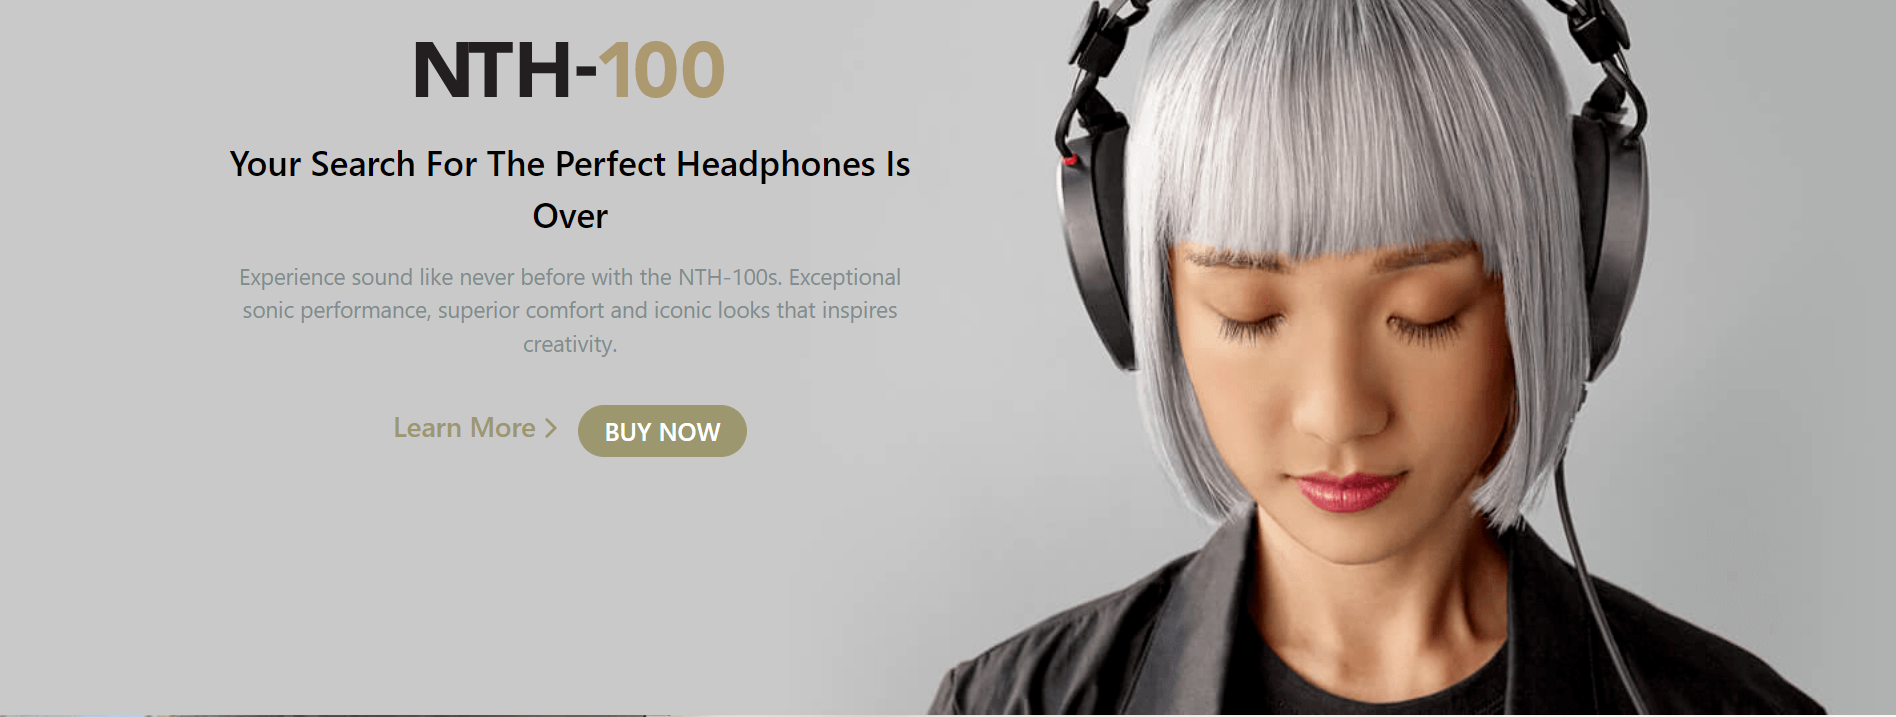 NTH-100
Your Search For The Perfect Headphones Is
Over
Experience sound like never before with the NTH-100s. Exceptional
sonic performance, superior comfort and iconic looks that inspires
creativity.
Learn More >
BUY NOW